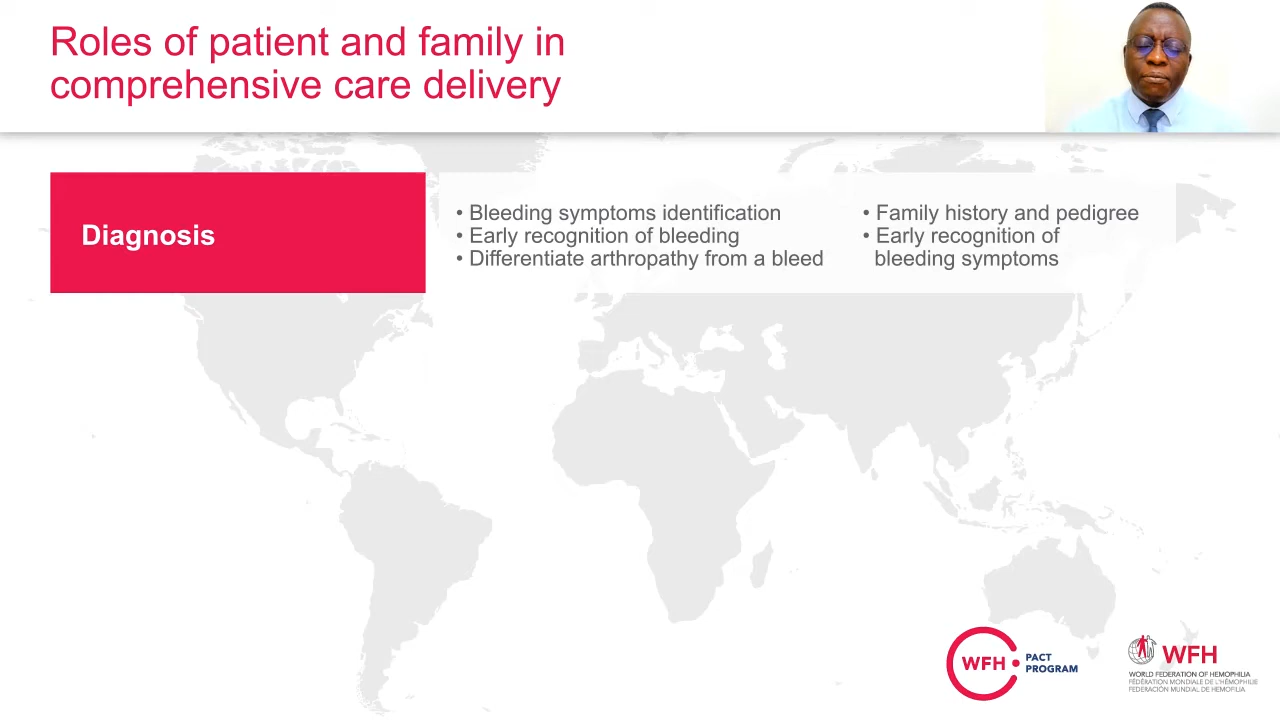 Roles of patient and family in
comprehensive care delivery
Diagnosis
• Bleeding symptoms identification
• Early recognition of bleeding
• Differentiate arthropathy from a bleed
• Family history and pedigree
• Early recognition of
bleeding symptoms
WFH
PACT
PROGRAM
WFH
WORLD FEDERATION OF HEMOPHILIA
FÉDÉRATION MONDIALE DE L'HÉMOPHILIE
FEDERACIÓN MUNDIAL DE HEMOFILIA